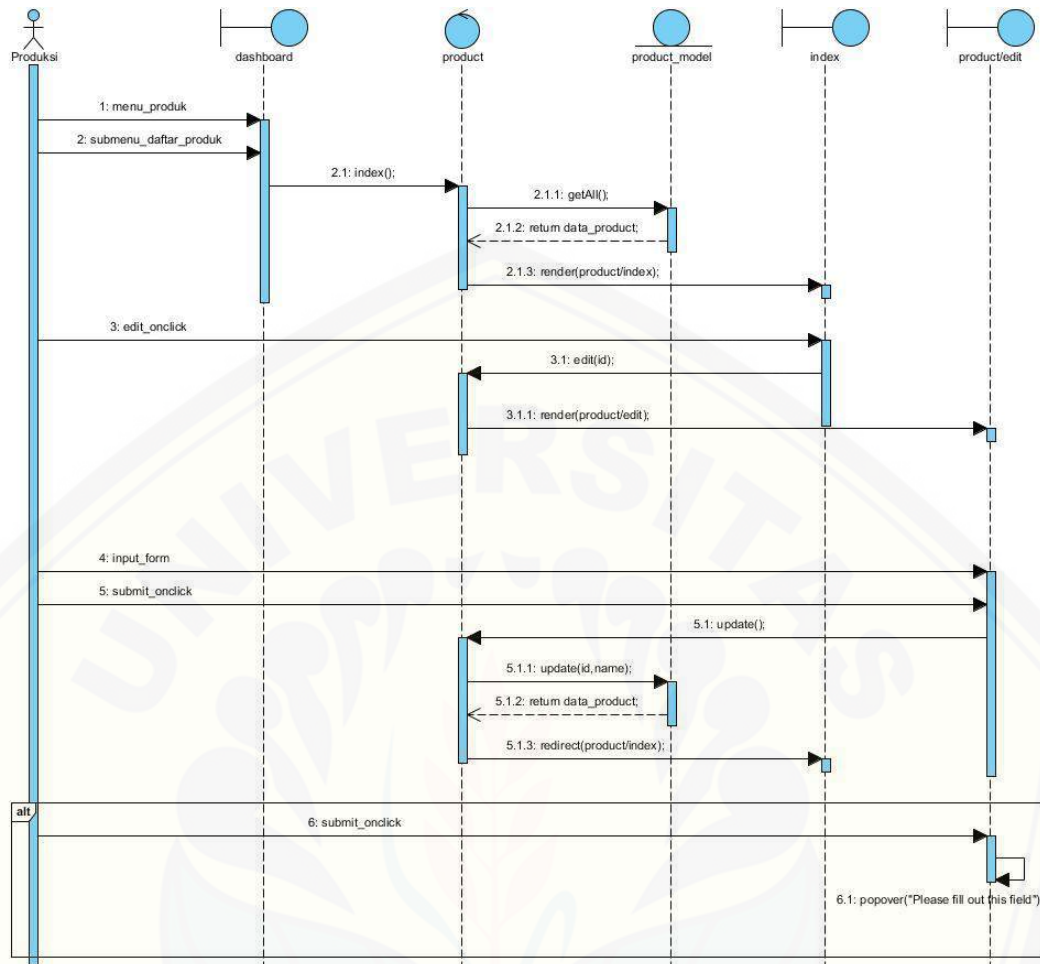 Produksi
dashboard
product
product_model
index
product/edit
1: menu_produk
2: submenu_daftar_produk
2.1: index();
2.1.1: getAll();
2.1.2: return data_product;
2.1.3: render(product/index);
3: edit_onclick
3.1: edit(id);
3.1.1: render(product/edit);
4: input_form
5: submit_onclick
5.1: update();
5.1.1: update(id,name);
5.1.2: return data_product;
5.1.3: redirect(product/index);
alt
6: submit_onclick
6.1: popover("Please fill out this field")
UNIVERSITAS